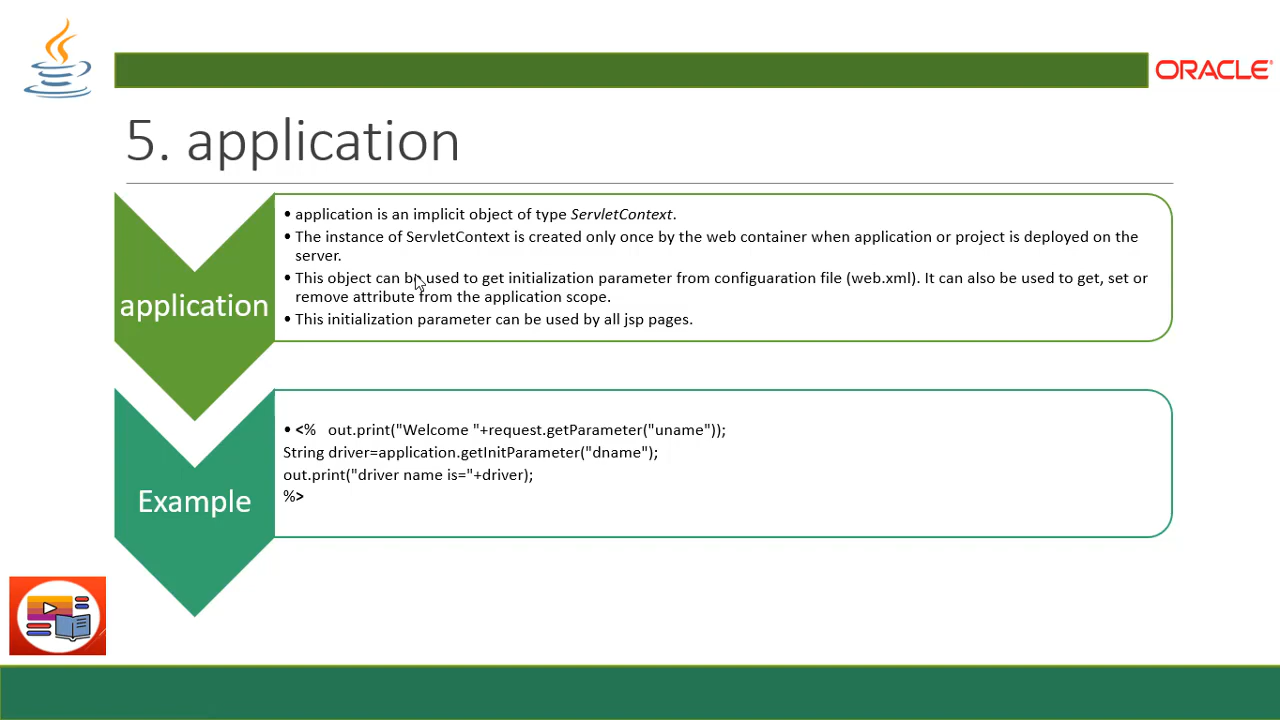 ORACLE
5. application
application
• application is an implicit object of type ServletContext.
• The instance of ServletContext is created only once by the web container when application or project is deployed on the
server.
• This object can be used to get initialization parameter from configuaration file (web.xml). It can also be used to get, set or
remove attribute from the application scope.
• This initialization parameter can be used by all jsp pages.
Example
• <% out.print("Welcome "+request.getParameter("uname"));
String driver=application.getInitParameter("dname");
out.print("driver name is="+driver);
%>